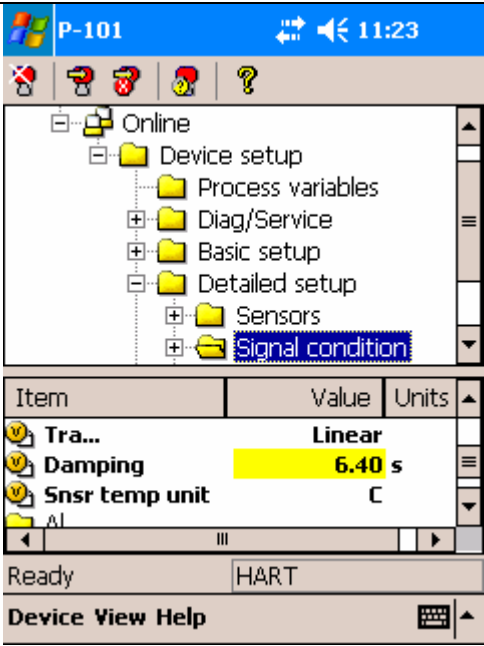 P-101 11:23
Online
Device setup
Process variables
Diag/Service
Basic setup
Detailed setup
Sensors
Signal condition
Item Value Units
Tra... Linear
Damping 6.40 s
Snsr temp unit C
Ready HART
Device View Help